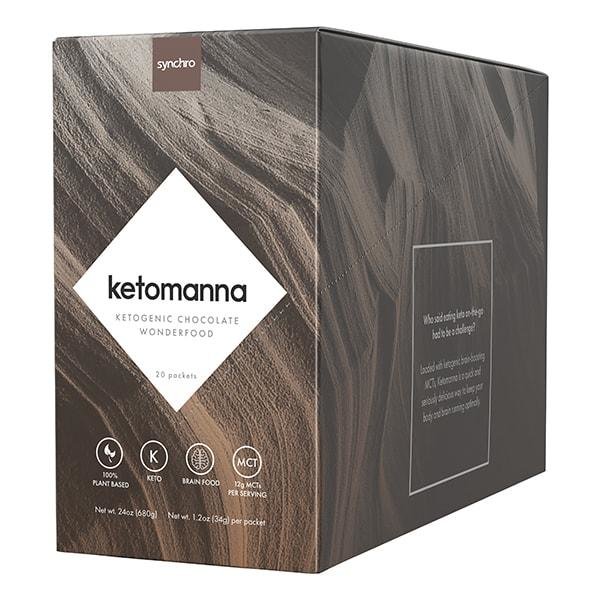 synchro
ketomanna
KETOGENIC CHOCOLATE
WONDERFOOD
20 packets
100%
PLANT BASED
K
KETO
BRAIN FOOD
MCT
12g MCTs
PER SERVING
Net wt. 24oz (680g)
Net wt. 1.2oz (34g) per packet
Who said eating keto on-the-go
had to be a challenge?
Loaded with ketogenic brain-boosting
MCTs, Ketomanna is a quick and
seriously delicious way to keep your
body and brain running optimally.